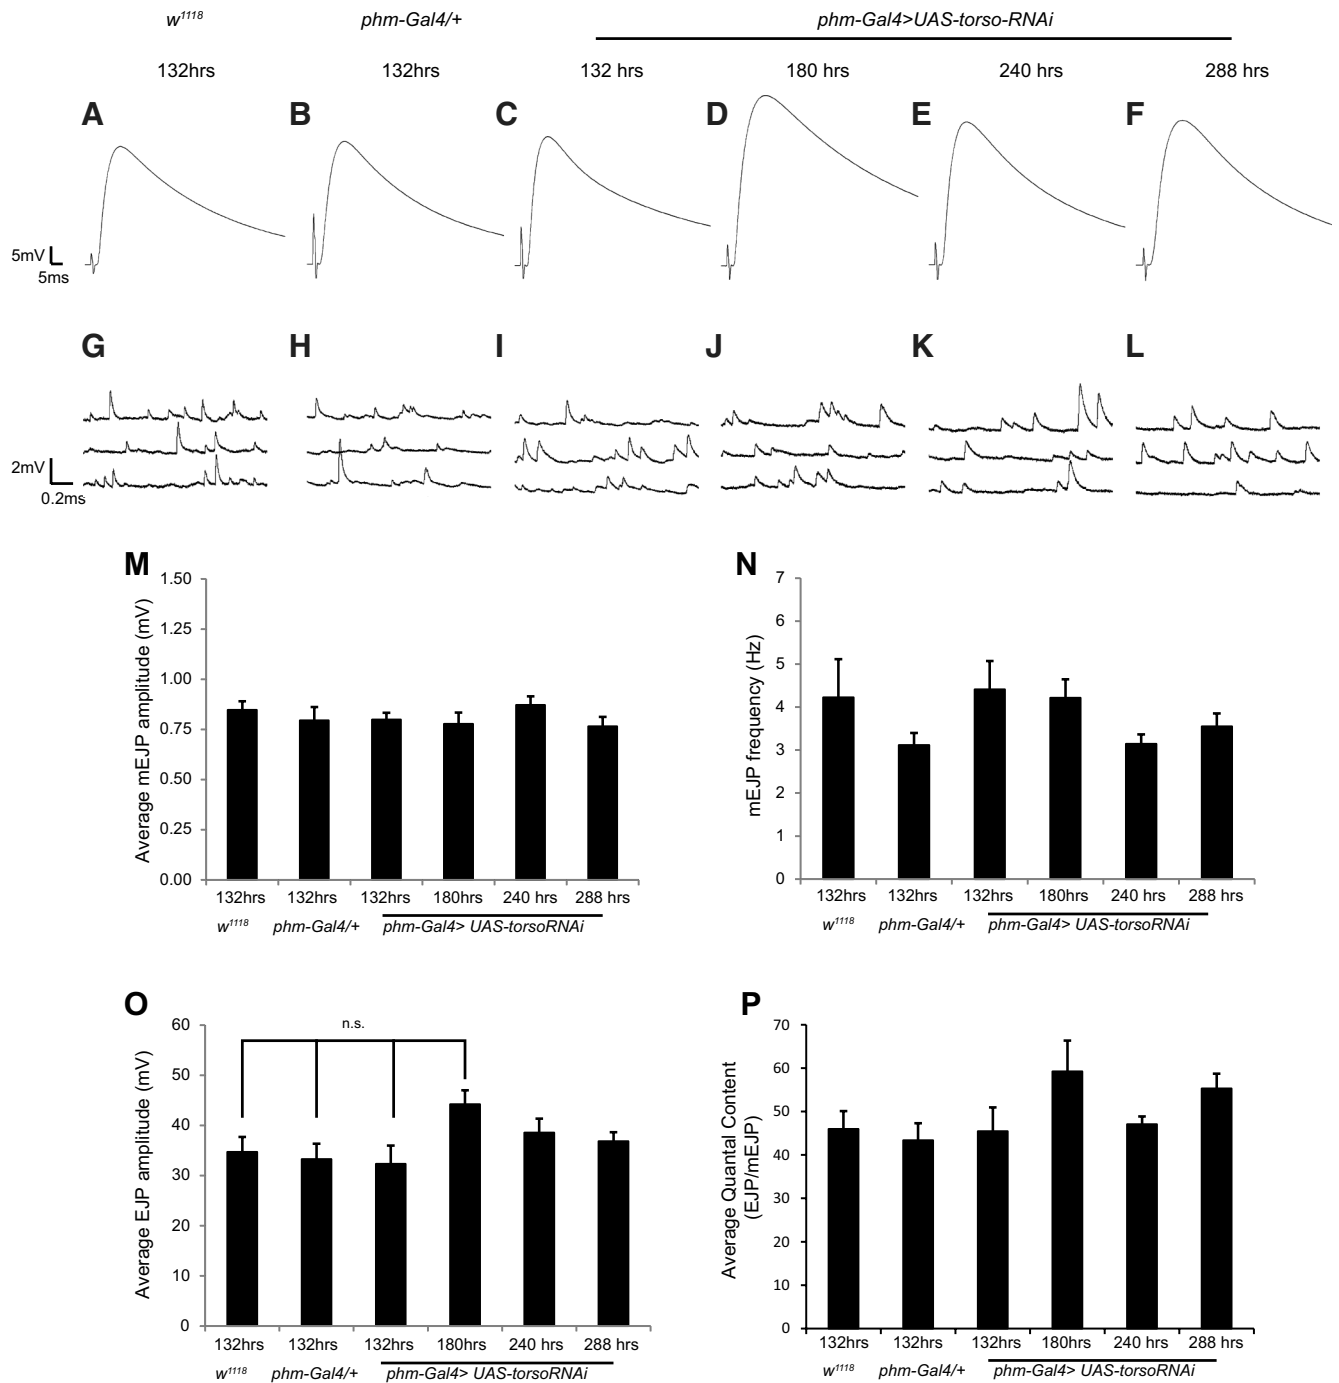 w1118 phm-Gal4/+ phm-Gal4>UAS-torso-RNAi
132hrs 132hrs 132 hrs 180 hrs 240 hrs 288 hrs
A B C D E F
5mV
5ms
G H I J K L
2mV
0.2ms
M
Average mEJP amplitude (mV)
1.50
1.25
1.00
0.75
0.50
0.25
0.00
132hrs 132hrs 132hrs 180hrs 240 hrs 288 hrs
w1118 phm-Gal4/+ phm-Gal4> UAS-torsoRNAi
N
mEJP frequency (Hz)
7
6
5
4
3
2
1
0
132hrs 132hrs 132hrs 180hrs 240 hrs 288 hrs
w1118 phm-Gal4/+ phm-Gal4> UAS-torsoRNAi
O
Average EJP amplitude (mV)
60
50
40
30
20
10
0
n.s.
132hrs 132hrs 132hrs 180hrs 240 hrs 288 hrs
w1118 phm-Gal4/+ phm-Gal4> UAS-torsoRNAi
P
Average Quantal Content
(EJP/mEJP)
70
60
50
40
30
20
10
0
132hrs 132hrs 132hrs 180hrs 240 hrs 288 hrs
w1118 phm-Gal4/+ phm-Gal4> UAS-torsoRNAi